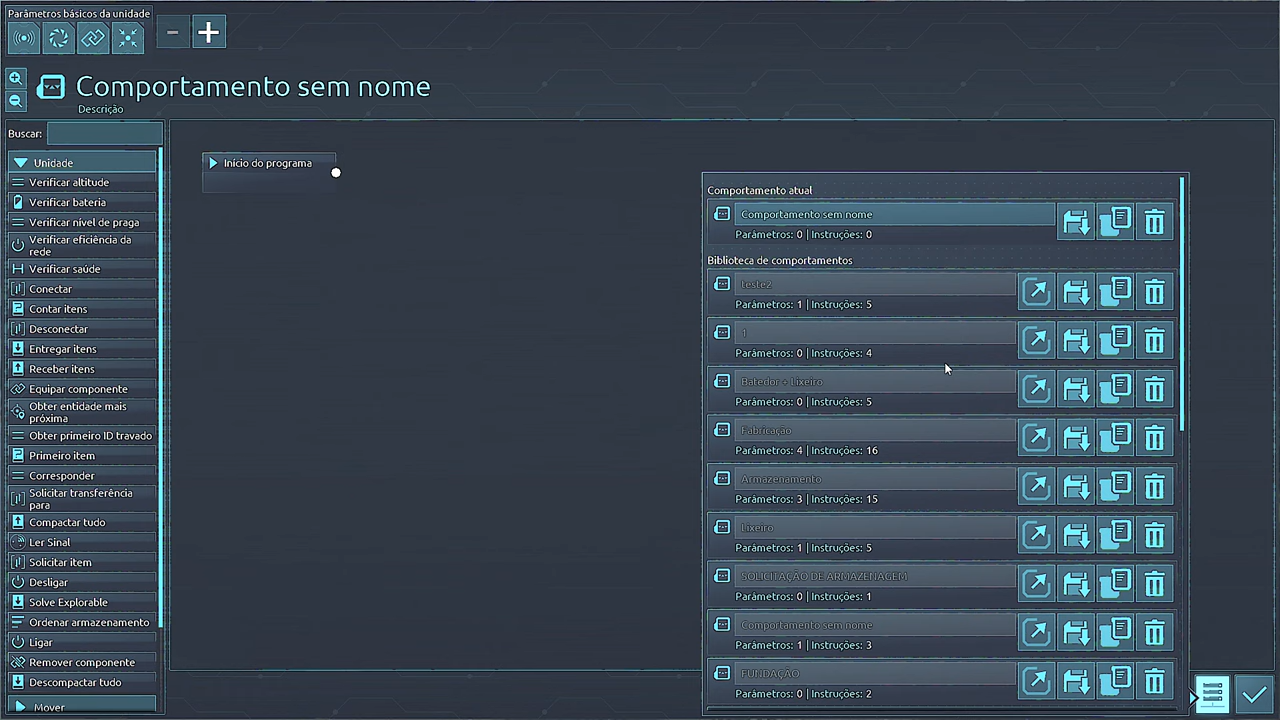 Parâmetros básicos da unidade
Comportamento sem nome
Descrição
Buscar:
Unidade
Verificar altitude
Verificar bateria
Verificar nível de praga
Verificar eficiência da
rede
Verificar saúde
Conectar
Contar itens
Desconectar
Entregar itens
Receber itens
Equipar componente
Obter entidade mais
próxima
Obter primeiro ID travado
Primeiro item
Corresponder
Solicitar transferência
para
Compactar tudo
Ler Sinal
Solicitar item
Desligar
Solve Explorable
Ordenar armazenamento
Ligar
Remover componente
Descompactar tudo
Mover
Início do programa
Comportamento atual
Comportamento sem nome
Parâmetros: 0 | Instruções: 0
Biblioteca de comportamentos
teste2
Parâmetros: 1 | Instruções: 5
1
Parâmetros: 0 | Instruções: 4
Batedor + Lixeiro
Parâmetros: 0 | Instruções: 5
Fabricação
Parâmetros: 4 | Instruções: 16
Armazenamento
Parâmetros: 3 | Instruções: 15
Lixeiro
Parâmetros: 1 | Instruções: 5
SOLICITAÇÃO DE ARMAZENAGEM
Parâmetros: 0 | Instruções: 1
Comportamento sem nome
Parâmetros: 1 | Instruções: 3
FUNDAÇÃO
Parâmetros: 0 | Instruções: 2